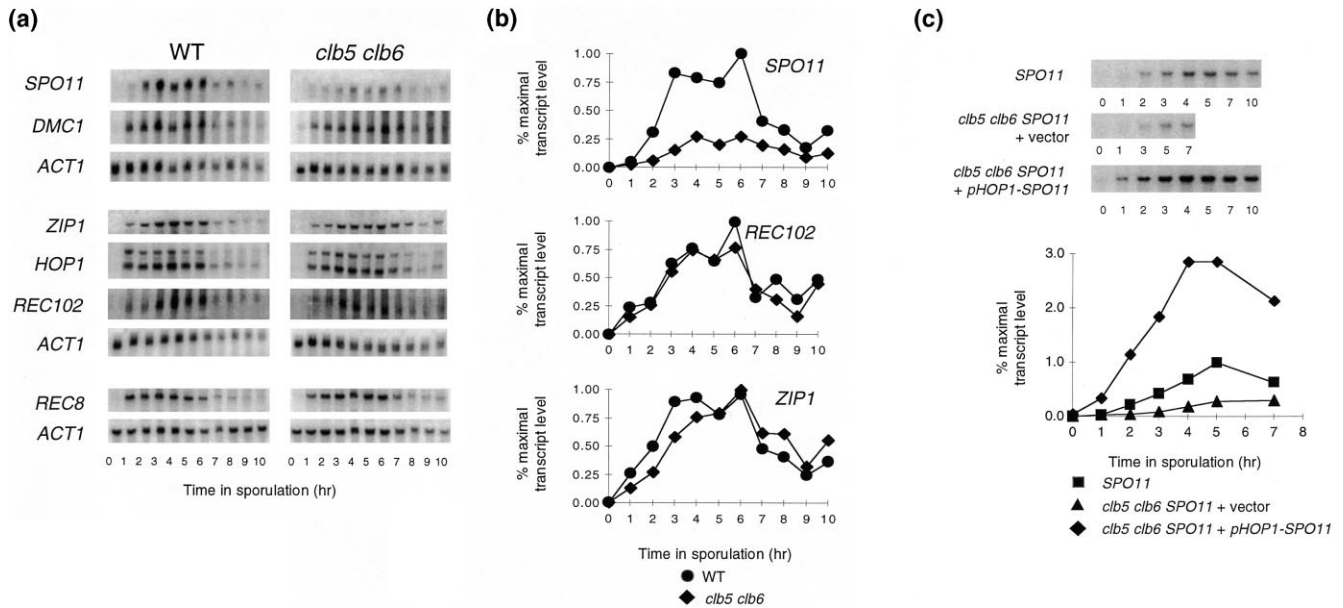 (a)
WT clb5 clb6
SPO11
DMC1
ACT1
ZIP1
HOP1
REC102
ACT1
REC8
ACT1
0 1 2 3 4 5 6 7 8 9 10 0 1 2 3 4 5 6 7 8 9 10
Time in sporulation (hr)
(b)
SPO11
% maximal
transcript level
1.00
0.75
0.50
0.25
0.00
0 1 2 3 4 5 6 7 8 9 10
REC102
% maximal
transcript level
1.00
0.75
0.50
0.25
0.00
0 1 2 3 4 5 6 7 8 9 10
ZIP1
% maximal
transcript level
1.00
0.75
0.50
0.25
0.00
0 1 2 3 4 5 6 7 8 9 10
Time in sporulation (hr)
WT
clb5 clb6
(c)
SPO11
0 1 2 3 4 5 7 10
clb5 clb6 SPO11
+ vector
0 1 3 5 7
clb5 clb6 SPO11
+ pHOP1-SPO11
0 1 2 3 4 5 7 10
% maximal
transcript level
3.0
2.0
1.0
0.0
0 1 2 3 4 5 6 7 8
Time in sporulation (hr)
SPO11
clb5 clb6 SPO11 + vector
clb5 clb6 SPO11 + pHOP1-SPO11